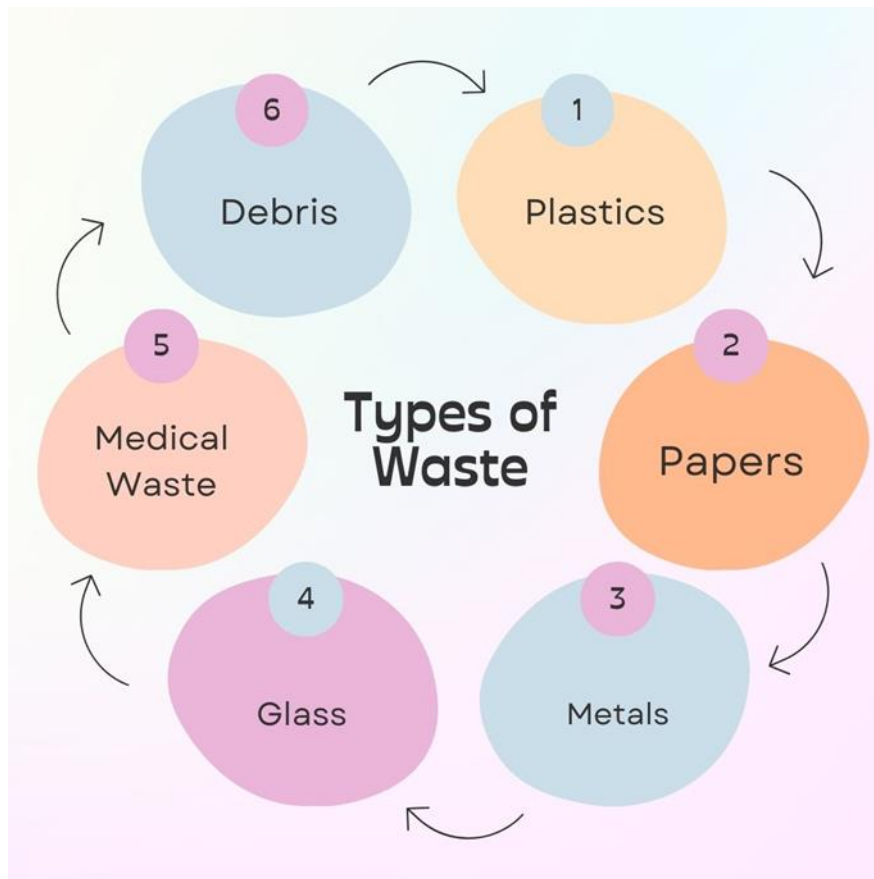 Types of
Waste
1
Plastics
2
Papers
3
Metals
4
Glass
5
Medical
Waste
6
Debris